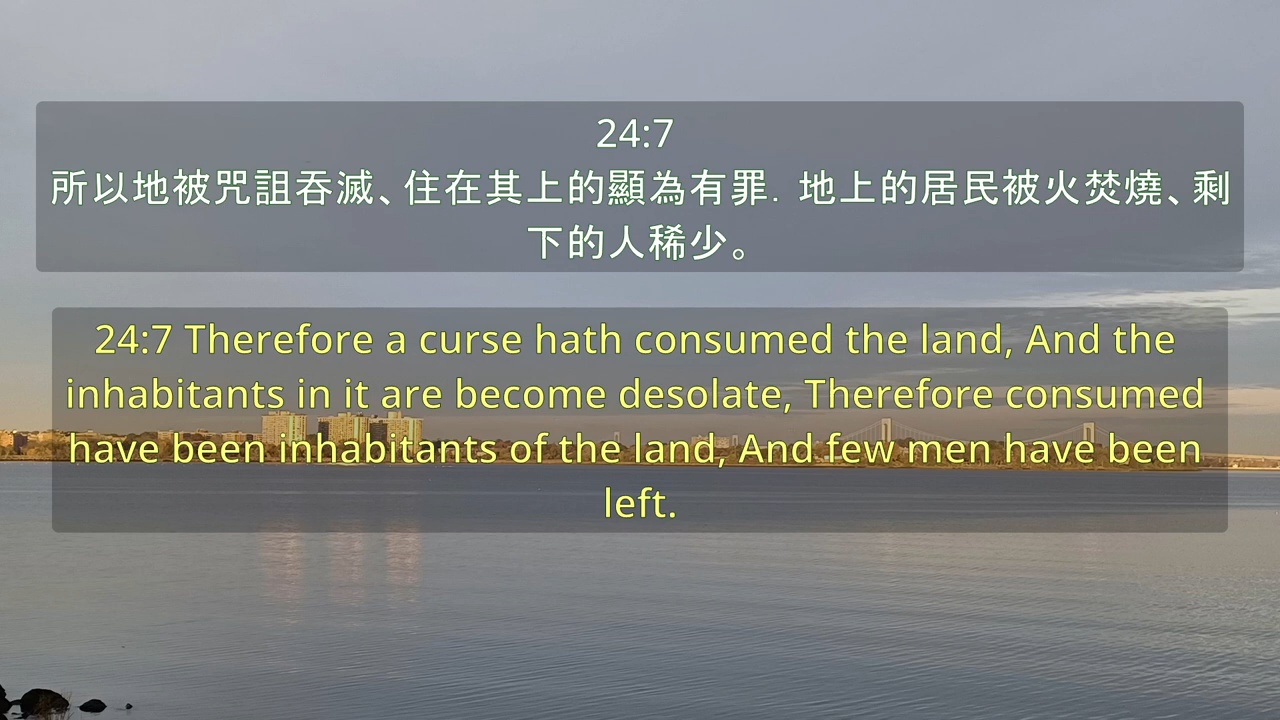 24:7
所以地被咒詛吞滅、住在其上的顯為有罪．地上的居民被火焚燒、剩
下的人稀少。
24:7 Therefore a curse hath consumed the land, And the
inhabitants in it are become desolate, Therefore consumed
have been inhabitants of the land, And few men have been
left.